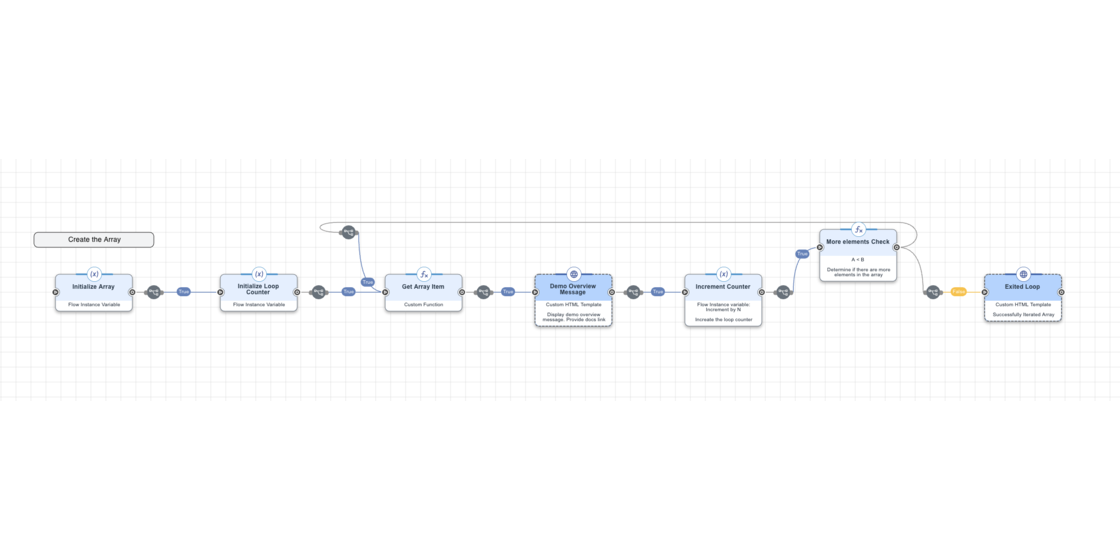 Create the Array
Initialize Array
Flow Instance Variable
True
Initialize Loop
Counter
Flow Instance Variable
True
True
Get Array Item
Custom Function
True
Demo Overview
Message
Custom HTML Template
Display demo overview
message. Provide docs link
True
Increment Counter
Flow Instance variable:
Increment by N
Increate the loop counter
True
More elements Check
A = B
Determine if there are more
elements in the array
False
Exited Loop
Custom HTML Template
Successfully Iterated Array